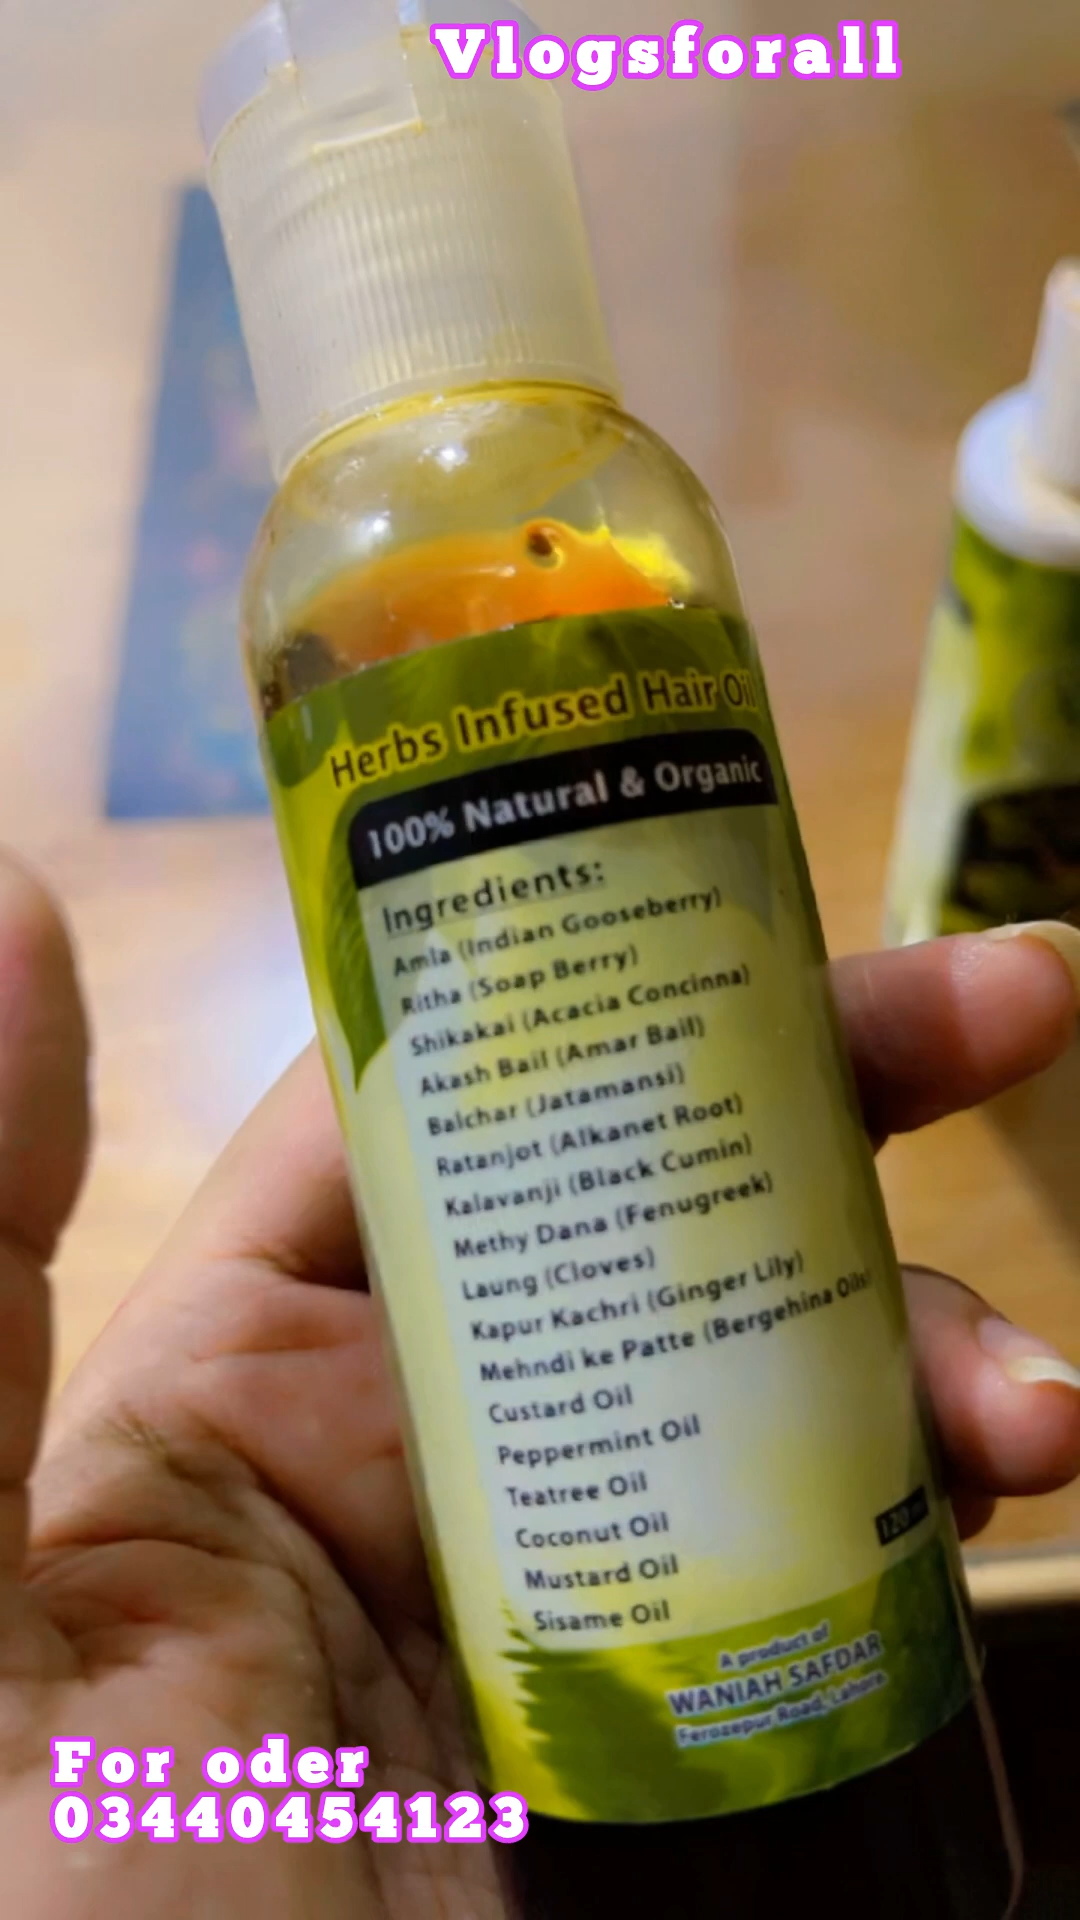 Vlogsforall
Herbs Infused Hair Oil
100% Natural & Organic
Ingredients:
Amla (Indian Gooseberry)
Ritha (Soap Berry)
Shikakai (Acacia Concinna)
Akash Bail (Amar Bail)
Balchar (Jatamansi)
Ratanjot (Alkanet Root)
Kalavanji (Black Cumin)
Methy Dana (Fenugreek)
Laung (Cloves)
Kapur Kachri (Ginger Lily)
Mehndi ke Patte (Bergehina Oils)
Custard Oil
Peppermint Oil
Teatree Oil
Coconut Oil
Mustard Oil
Sisame Oil
120 ml
A product of
WANIAH SAFDAR
Ferozepur Road, Lahore
For oder
03440454123